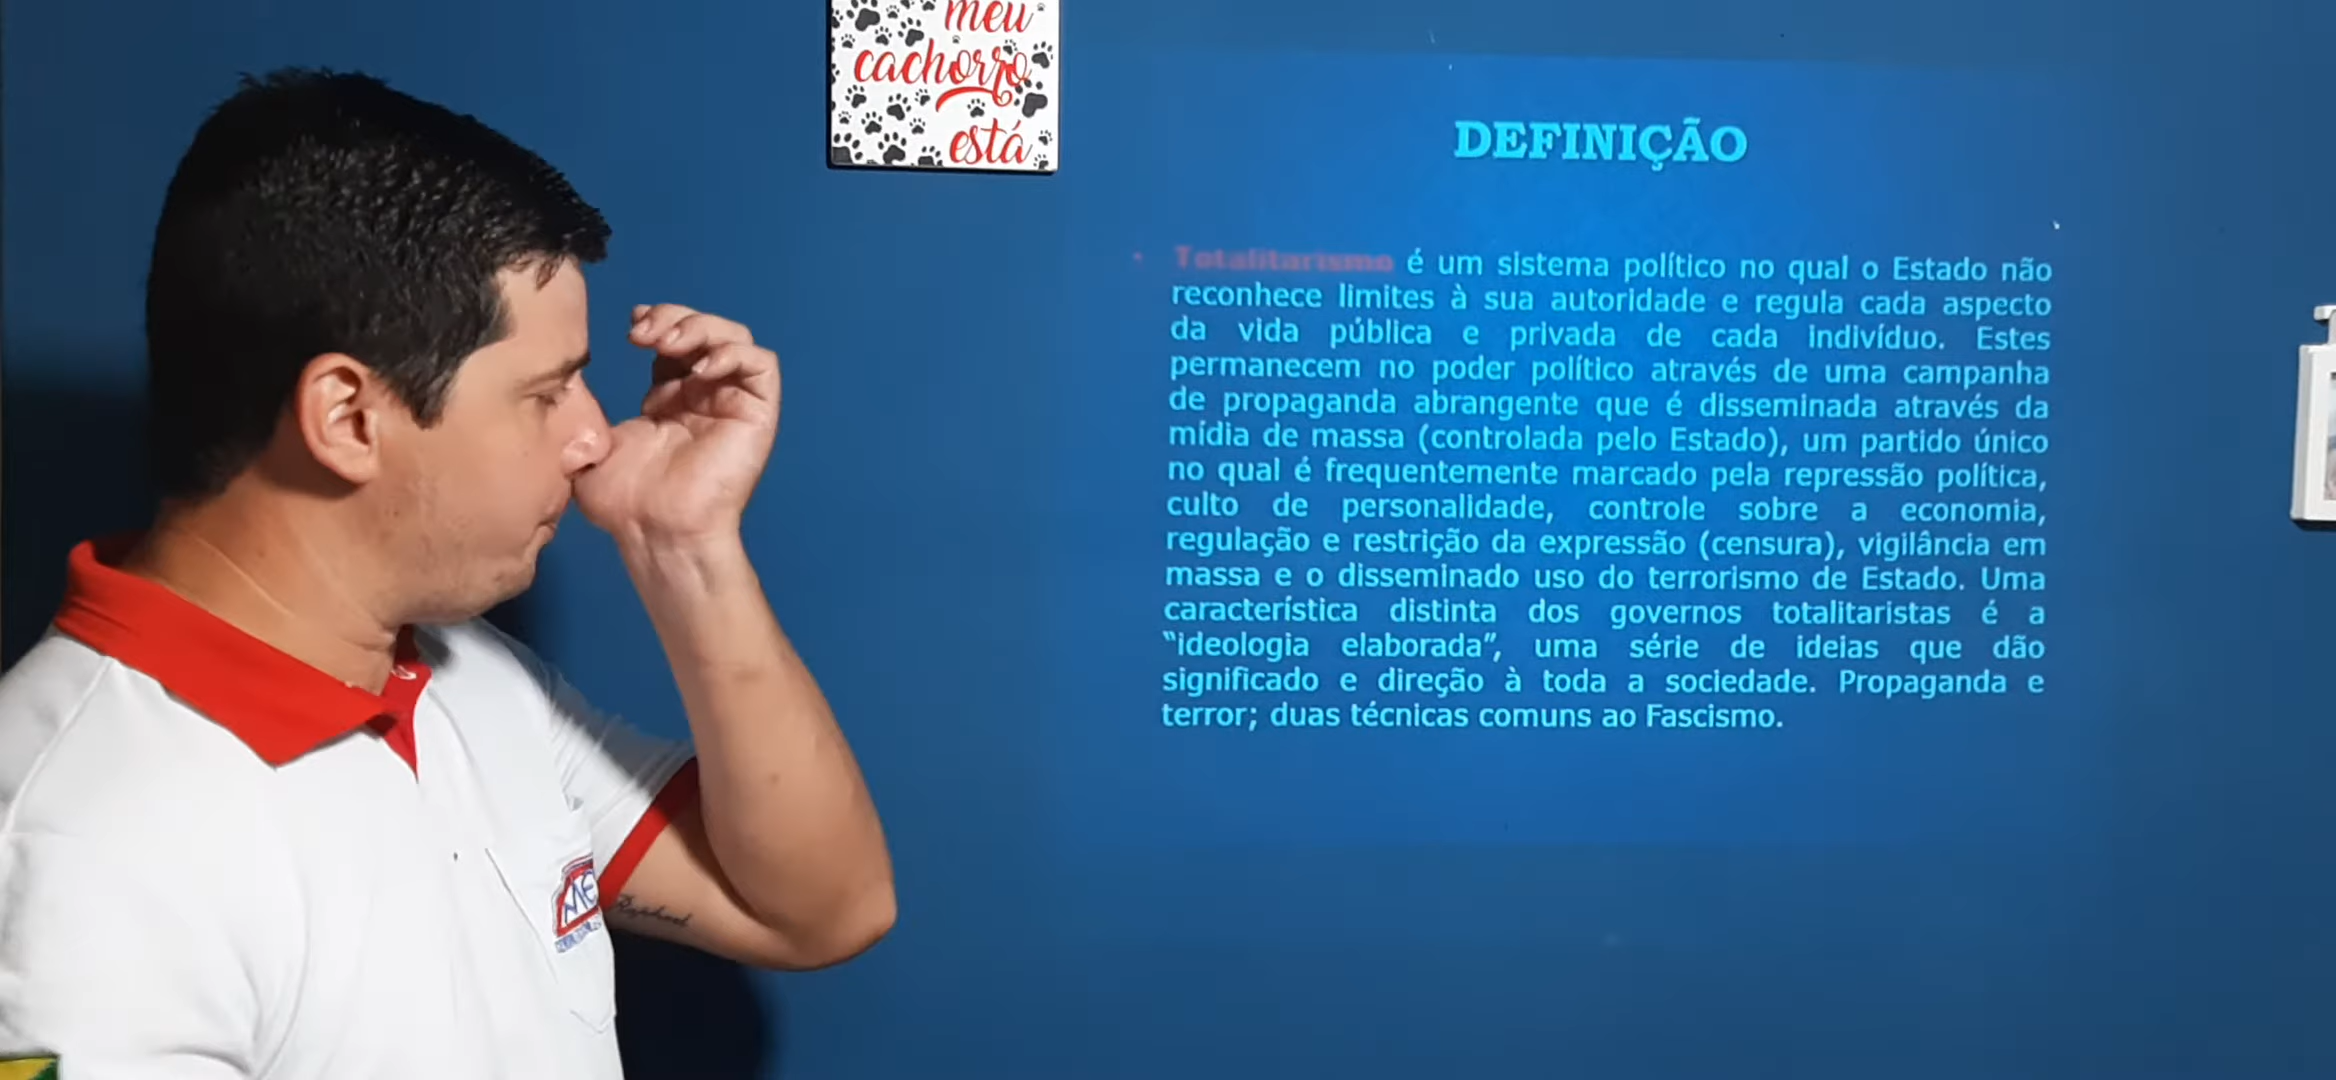 meu
cachorro
está
DEFINIÇÃO
• Totalitarismo é um sistema político no qual o Estado não
reconhece limites à sua autoridade e regula cada aspecto
da vida pública e privada de cada indivíduo. Estes
permanecem no poder político através de uma campanha
de propaganda abrangente que é disseminada através da
mídia de massa (controlada pelo Estado), um partido único
no qual é frequentemente marcado pela repressão política,
culto de personalidade, controle sobre a economia,
regulação e restrição da expressão (censura), vigilância em
massa e o disseminado uso do terrorismo de Estado. Uma
característica distinta dos governos totalitaristas é a
“ideologia elaborada”, uma série de ideias que dão
significado e direção à toda a sociedade. Propaganda e
terror; duas técnicas comuns ao Fascismo.